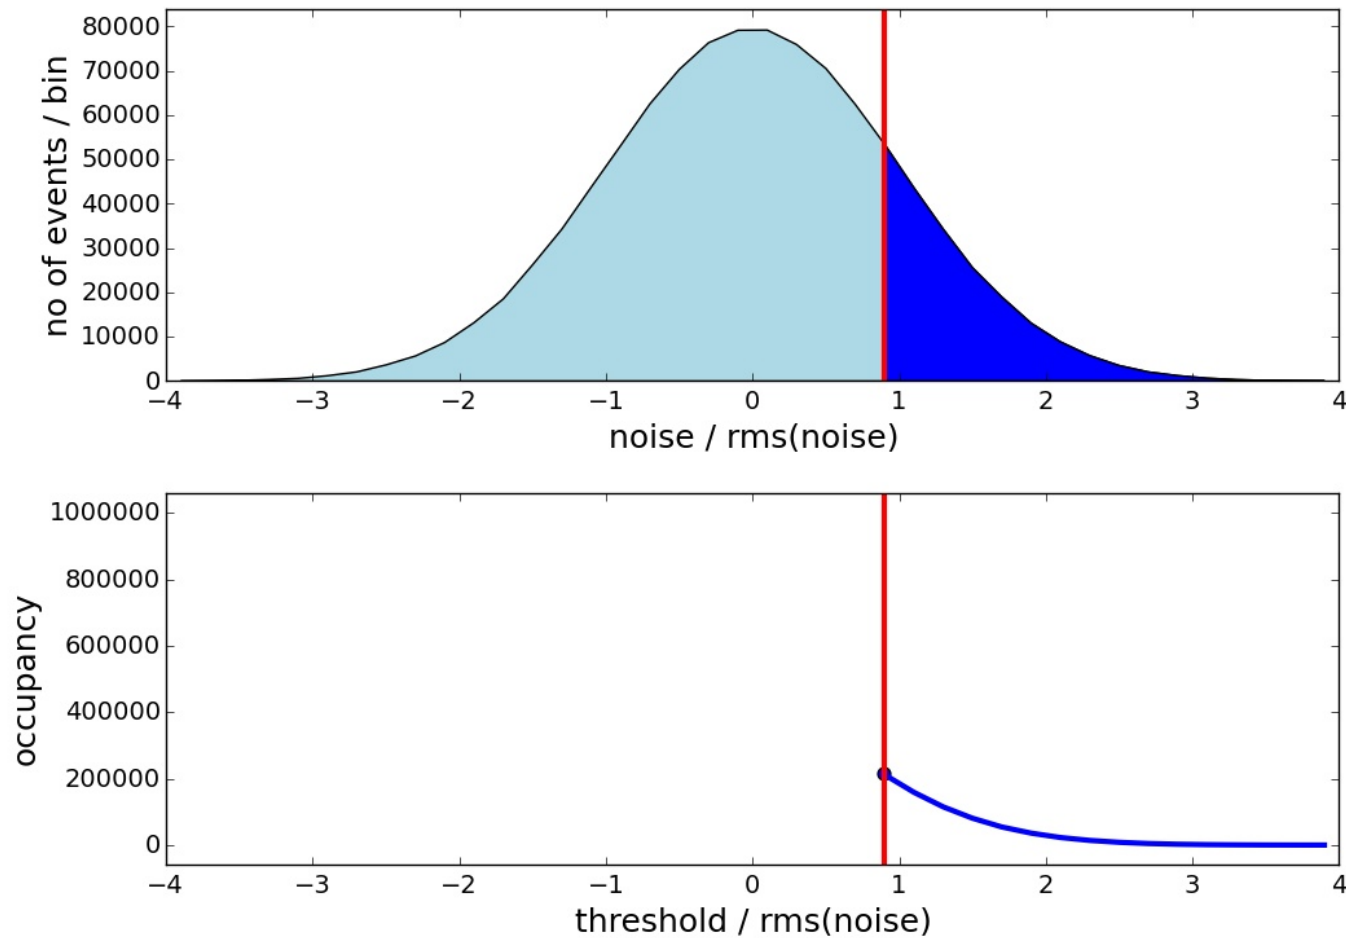 80000
70000
60000
50000
40000
30000
20000
10000
0
no of events / bin
−4 −3 −2 −1 0 1 2 3 4
noise / rms(noise)
1000000
800000
600000
400000
200000
0
occupancy
−4 −3 −2 −1 0 1 2 3 4
threshold / rms(noise)